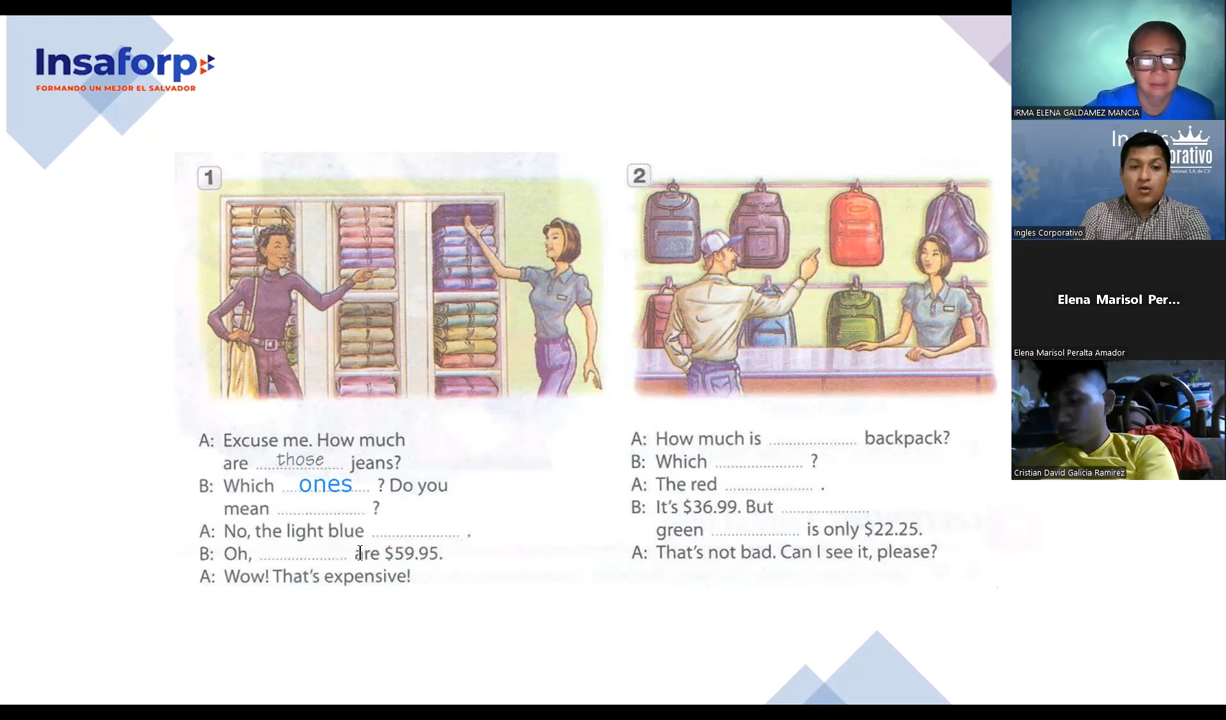 Insaforp
FORMANDO UN MEJOR EL SALVADOR
1
A: Excuse me. How much
are those jeans?
B: Which ones ? Do you
mean .................... ?
A: No, the light blue .................... .
B: Oh, .................... are $59.95.
A: Wow! That's expensive!
2
A: How much is .................... backpack?
B: Which .................... ?
A: The red .................... .
B: It's $36.99. But ....................
green .................... is only $22.25.
A: That's not bad. Can I see it, please?
IRMA ELENA GALDAMEZ MANCIA
Ingles Corporativo
Elena Marisol Per...
Elena Marisol Peralta Amador
Cristian David Galicia Ramirez